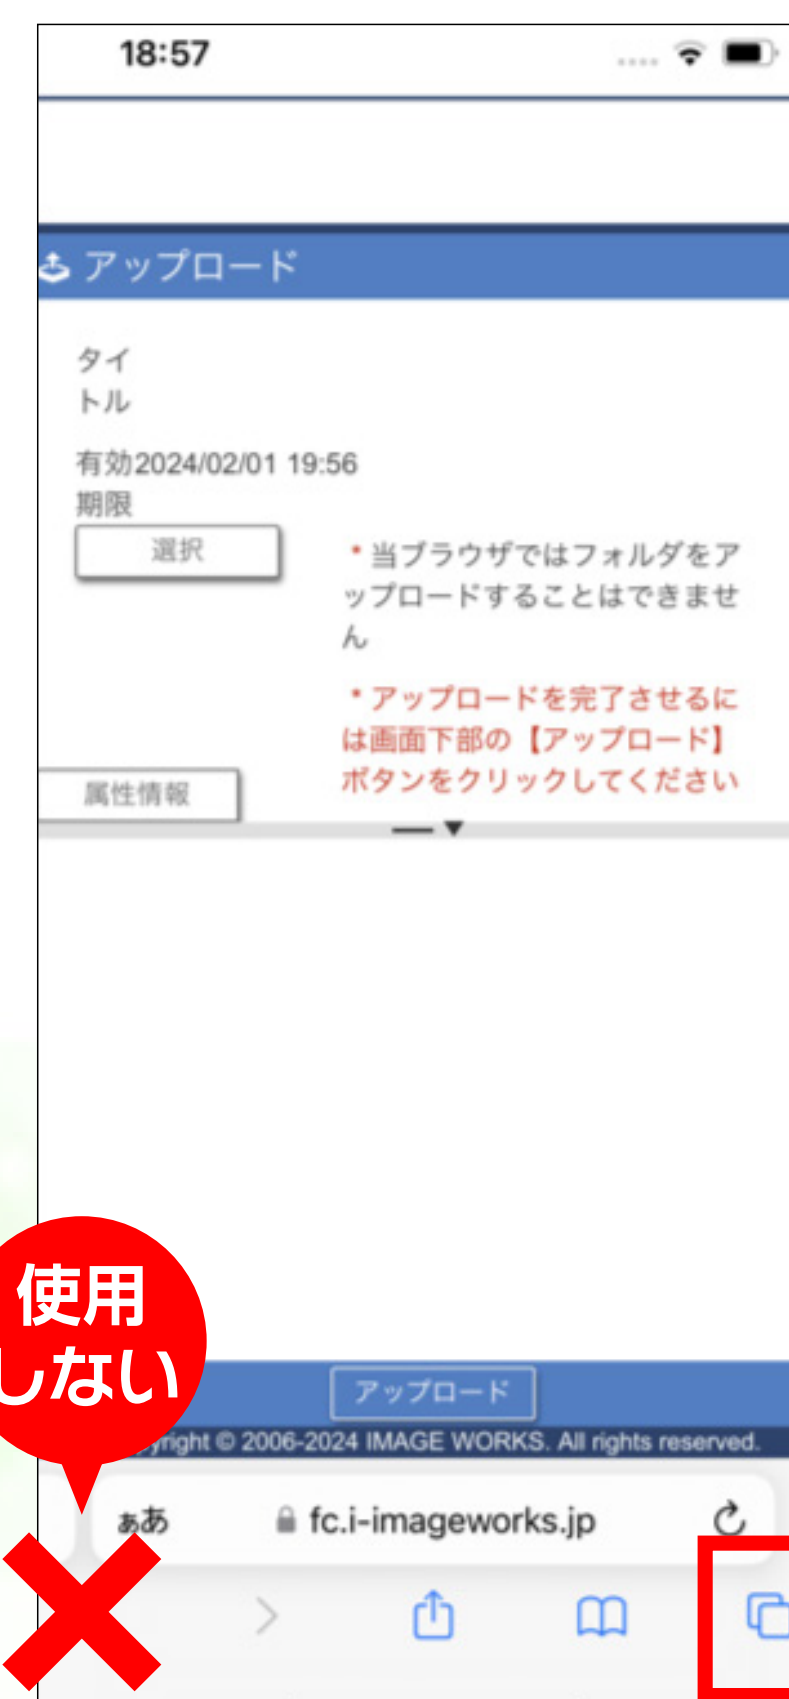 18:57
アップロード
タイ
トル
有効2024/02/01 19:56
期限
選択
* 当ブラウザではフォルダをア
ップロードすることはできませ
ん
* アップロードを完了させるに
は画面下部の【アップロード】
ボタンをクリックしてください
属性情報
使用
しない
アップロード
yright © 2006-2024 IMAGE WORKS. All rights reserved.
ぁあ fc.i-imageworks.jp